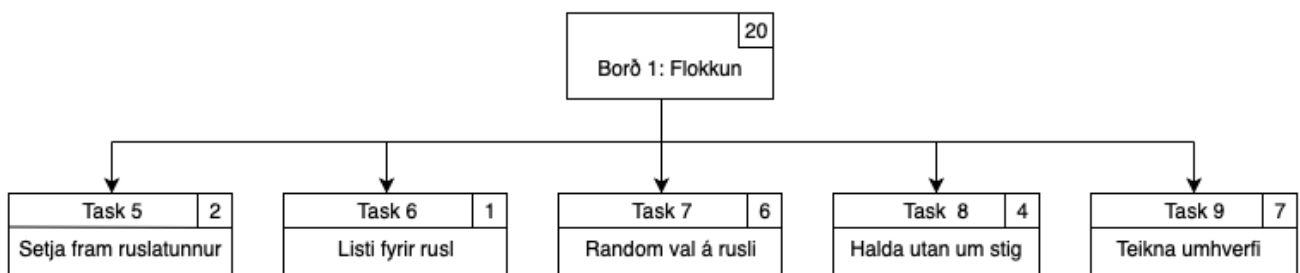 20
Borð 1: Flokkun
Task 5 2
Setja fram ruslatunnur
Task 6 1
Listi fyrir rusl
Task 7 6
Random val á rusli
Task 8 4
Halda utan um stig
Task 9 7
Teikna umhverfi